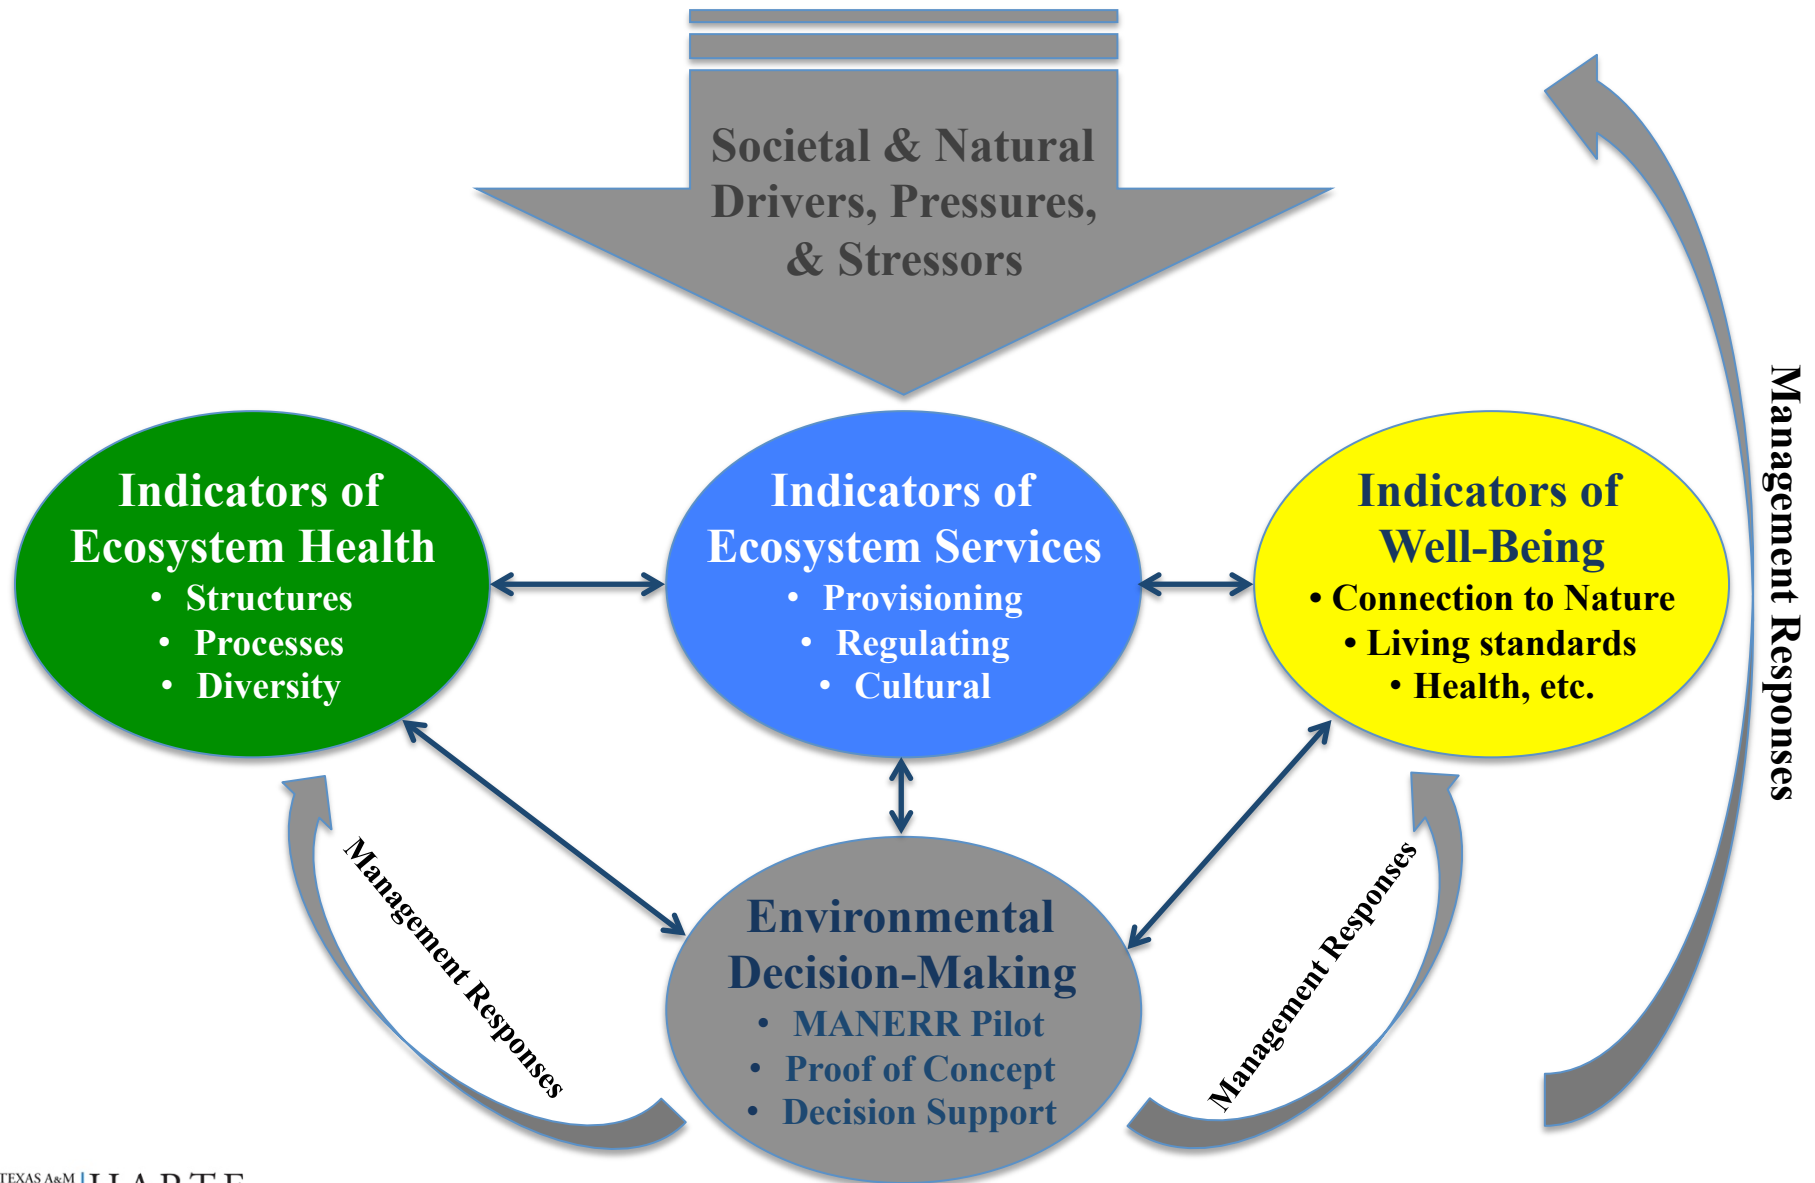 Societal & Natural
Drivers, Pressures,
& Stressors
Management Responses
Indicators of
Ecosystem Health
• Structures
• Processes
• Diversity
Indicators of
Ecosystem Services
• Provisioning
• Regulating
• Cultural
Indicators of
Well-Being
• Connection to Nature
• Living standards
• Health, etc.
Management Responses
Environmental
Decision-Making
• MANERR Pilot
• Proof of Concept
• Decision Support
Management Responses
TEXAS A&M
HARTE